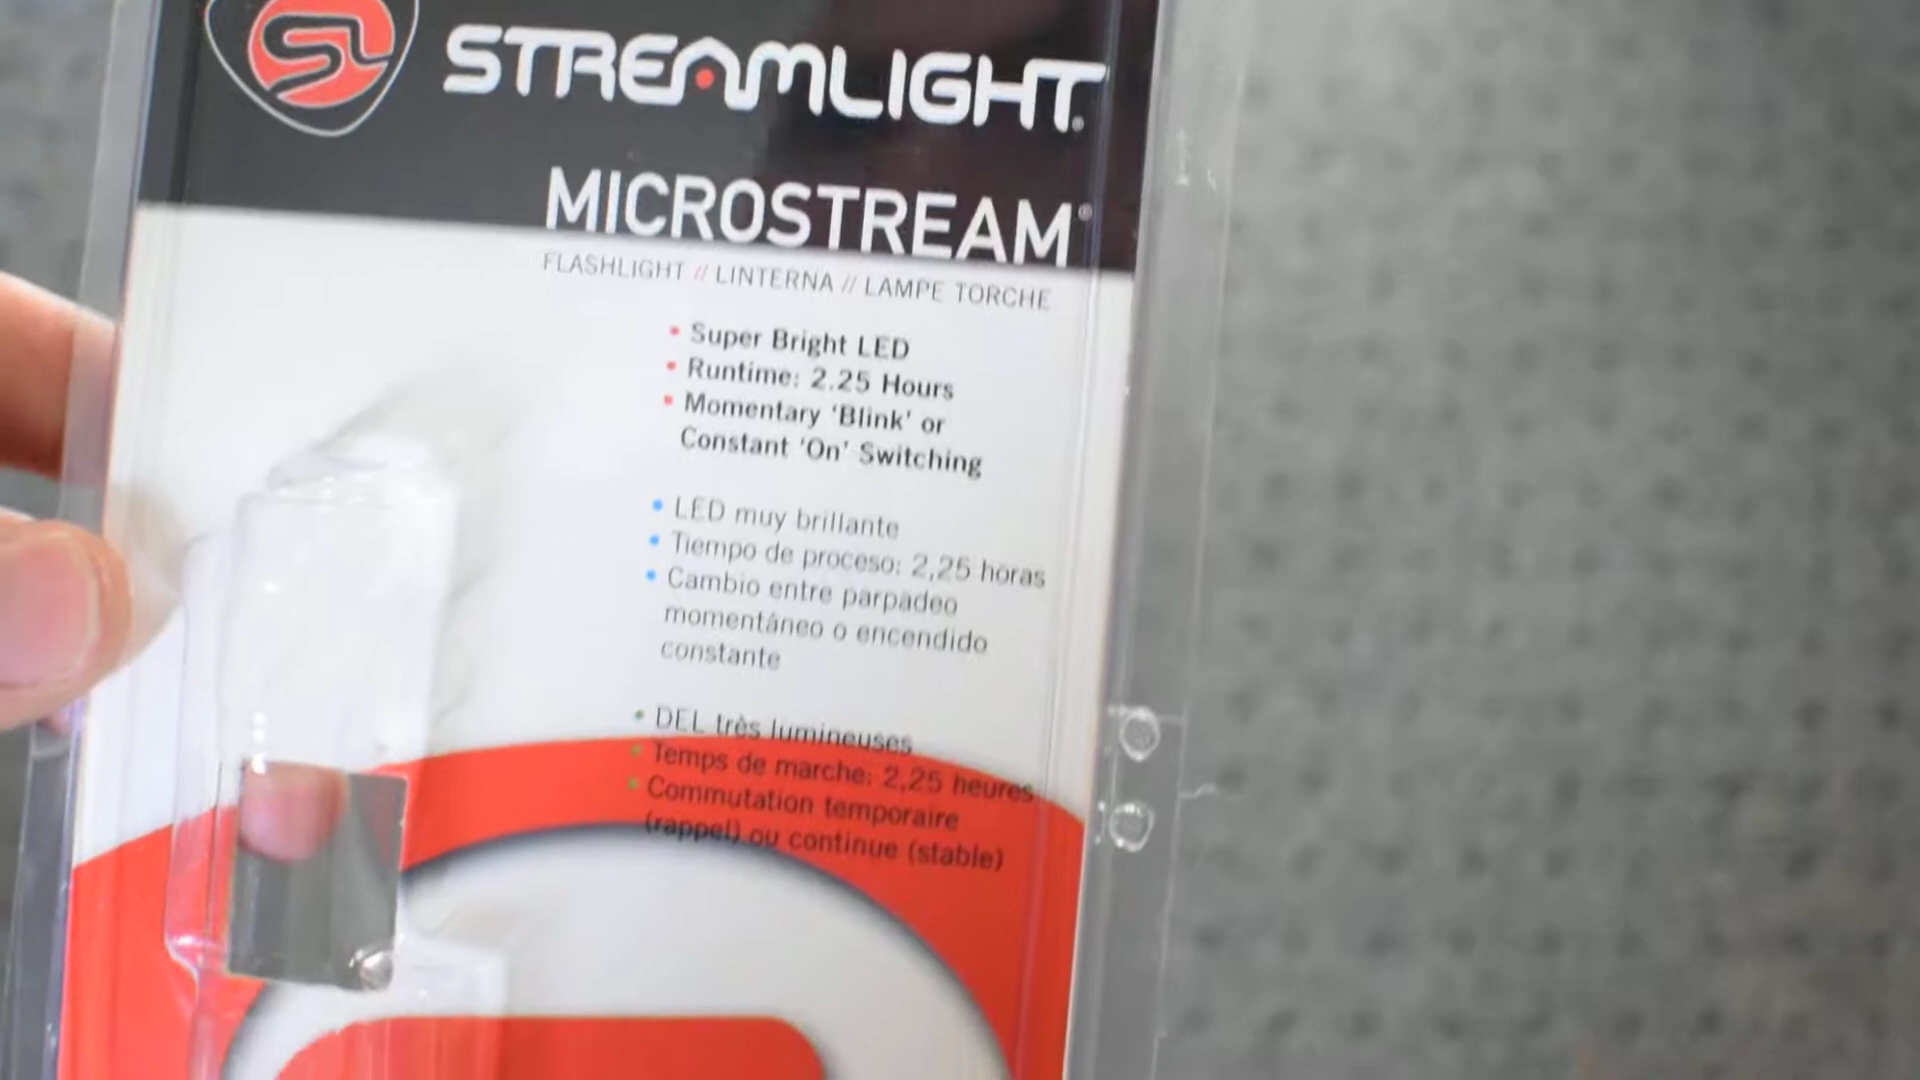 STREAMLIGHT®
MICROSTREAM®
FLASHLIGHT // LINTERNA // LAMPE TORCHE
• Super Bright LED
• Runtime: 2.25 Hours
• Momentary ‘Blink’ or
Constant ‘On’ Switching
• LED muy brillante
• Tiempo de proceso: 2,25 horas
• Cambio entre parpadeo
momentáneo o encendido
constante
• DEL très lumineuses
• Temps de marche: 2,25 heures
• Commutation temporaire
(rappel) ou continue (stable)